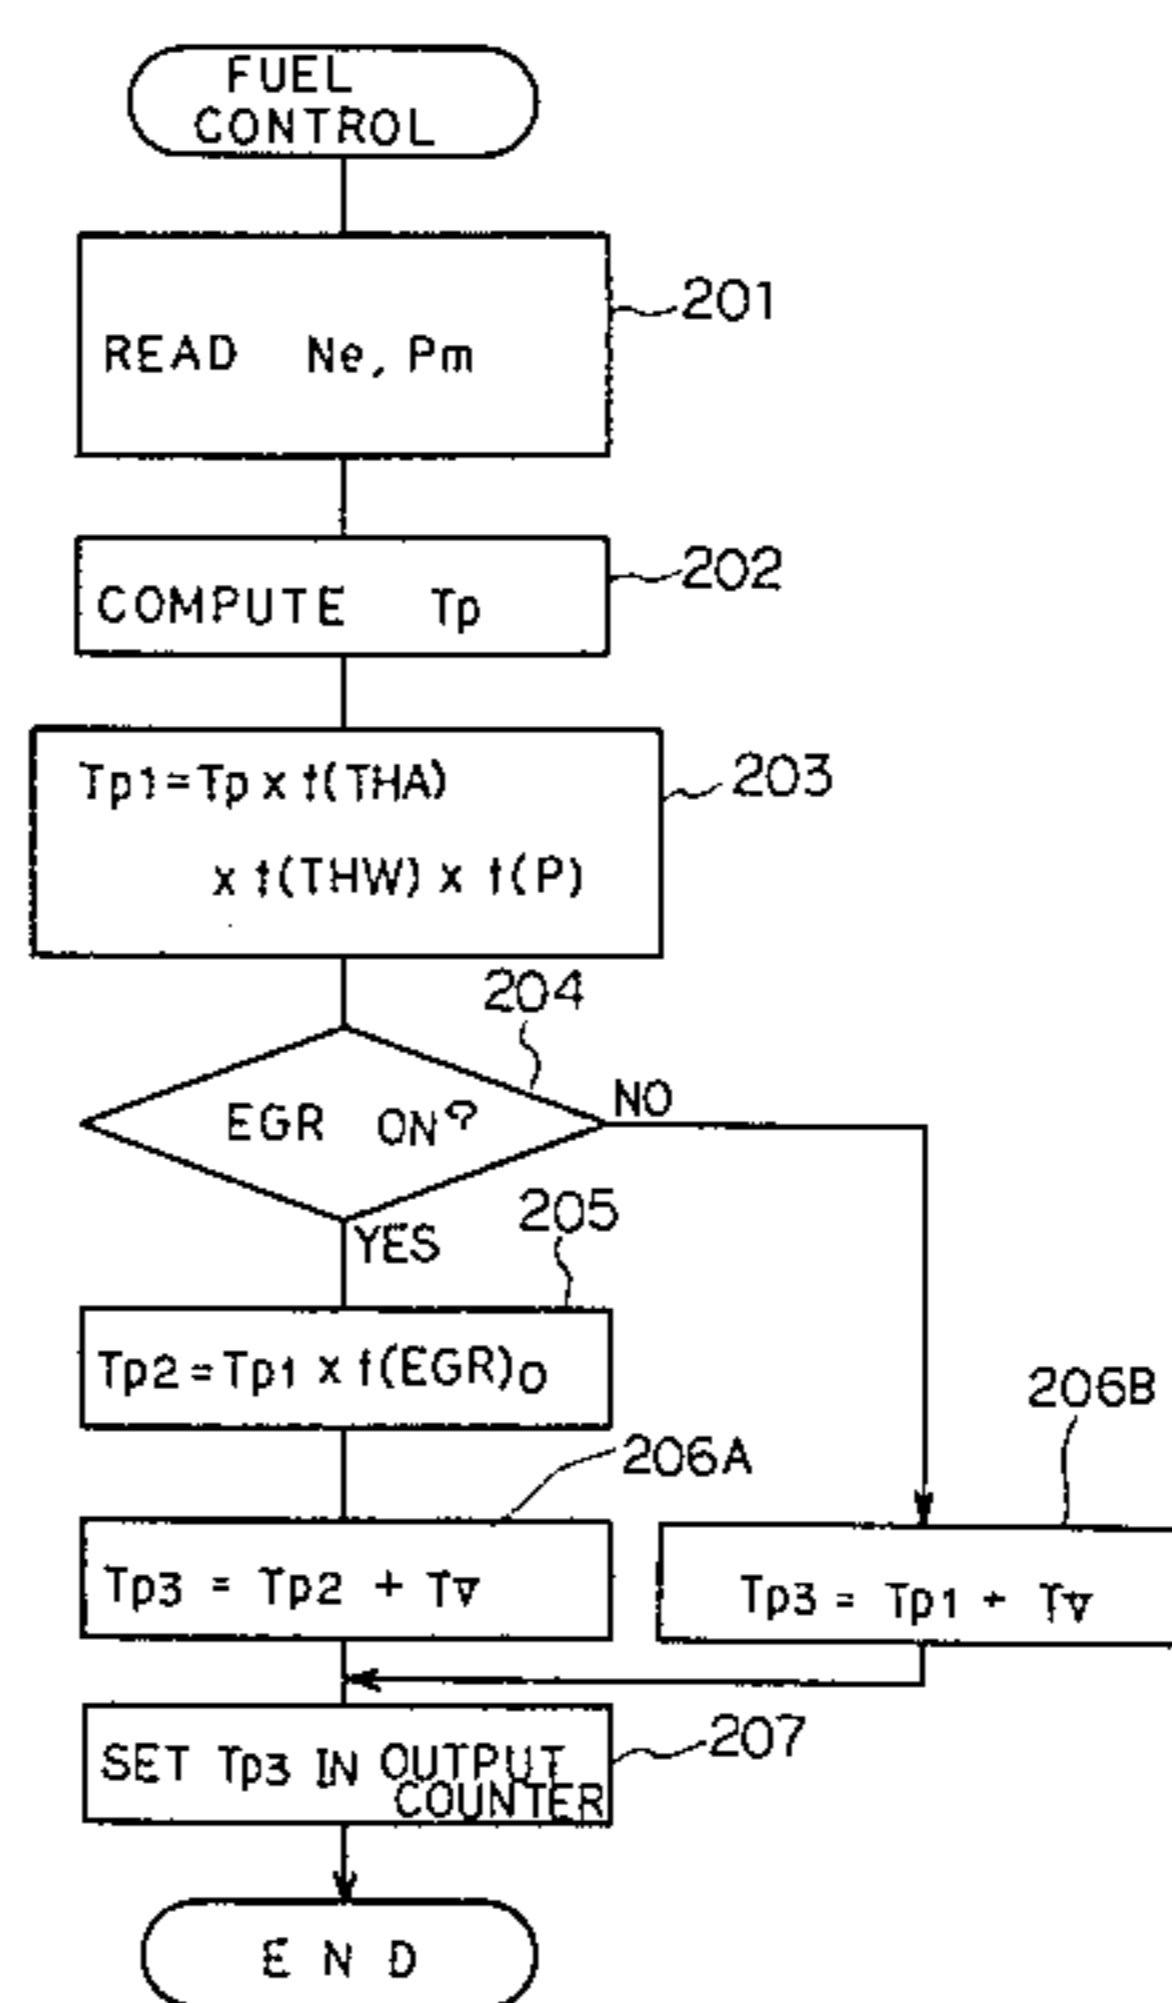 FUEL
CONTROL
201
READ Ne, Pm
202
COMPUTE Tp
203
Tp1=Tp x f(THA)
x f(THW) x f(P)
204
EGR ON?
NO
YES
205
Tp2=Tp1 x f(EGR)o
206A
206B
Tp3 = Tp2 + Tv
Tp3 = Tp1 + Tv
207
SET Tp3 IN OUTPUT
COUNTER
END